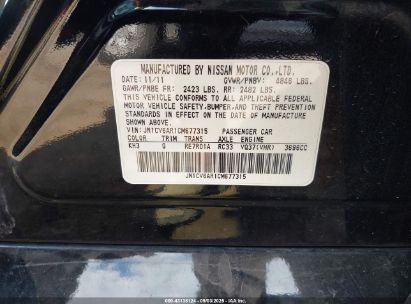 MANUFACTURED BY NISSAN MOTOR CO.,LTD.
DATE: 11/11 GVWR/PNBV: 4846 LBS.
GAWR/PNBE FR: 2423 LBS. RR: 2482 LBS.
THIS VEHICLE CONFORMS TO ALL APPLICABLE FEDERAL
MOTOR VEHICLE SAFETY,BUMPER,AND THEFT PREVENTION
STANDARDS IN EFFECT ON THE DATE OF MANUFACTURE
SHOWN ABOVE.
VIN: JN1CV6AR1CM677315 PASSENGER CAR
COLOR TRIM TRANS AXLE ENGINE
KH3 G RE7R01A RC33 VQ37(VHR) 3696CC
JN1CV6AR1CM677315